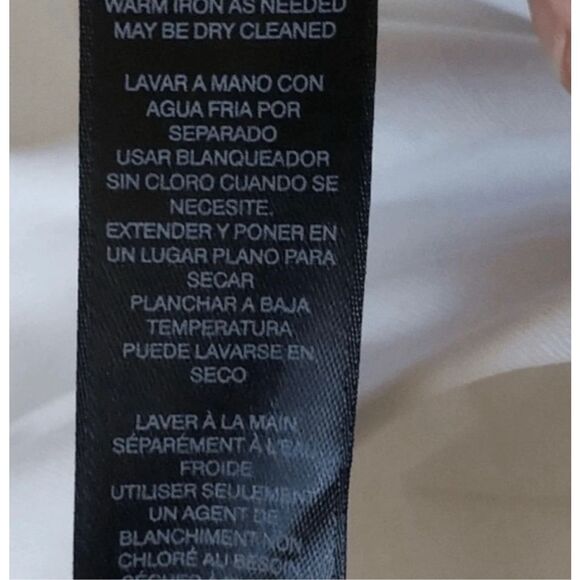 WARM IRON AS NEEDED
MAY BE DRY CLEANED
LAVAR A MANO CON
AGUA FRIA POR
SEPARADO
USAR BLANQUEADOR
SIN CLORO CUANDO SE
NECESITE.
EXTENDER Y PONER EN
UN LUGAR PLANO PARA
SECAR
PLANCHAR A BAJA
TEMPERATURA
PUEDE LAVARSE EN
SECO
LAVER À LA MAIN
SÉPARÉMENT À L'EAU
FROIDE
UTILISER SEULEMENT
UN AGENT DE
BLANCHIMENT NON
CHLORÉ AU BESOIN
SÉCHER À